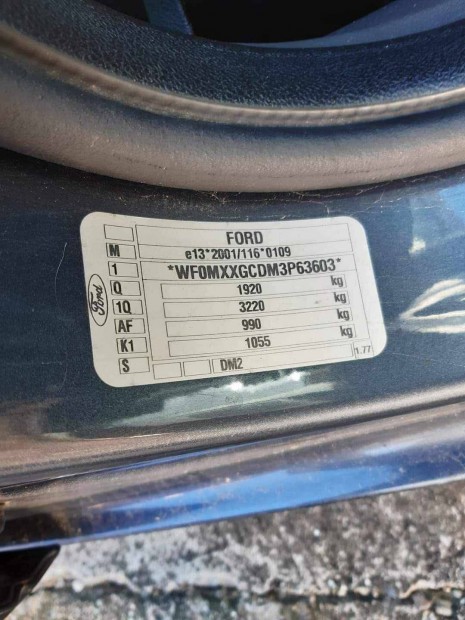 FORD
M e13*2001/116*0109
1 *WF0MXXGCDM3P63603*
Q 1920 kg
1Q 3220 kg
AF 990 kg
K1 1055
S DM2 1.77
Ford